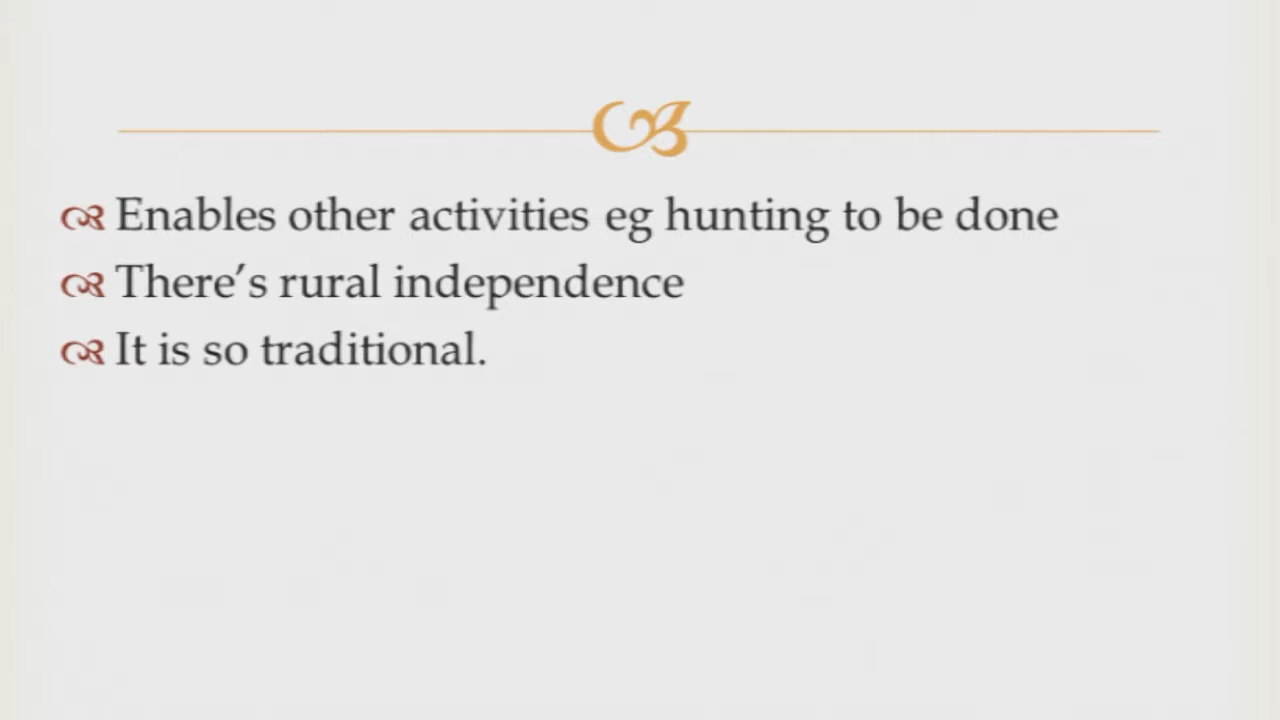 Enables other activities eg hunting to be done
There’s rural independence
It is so traditional.